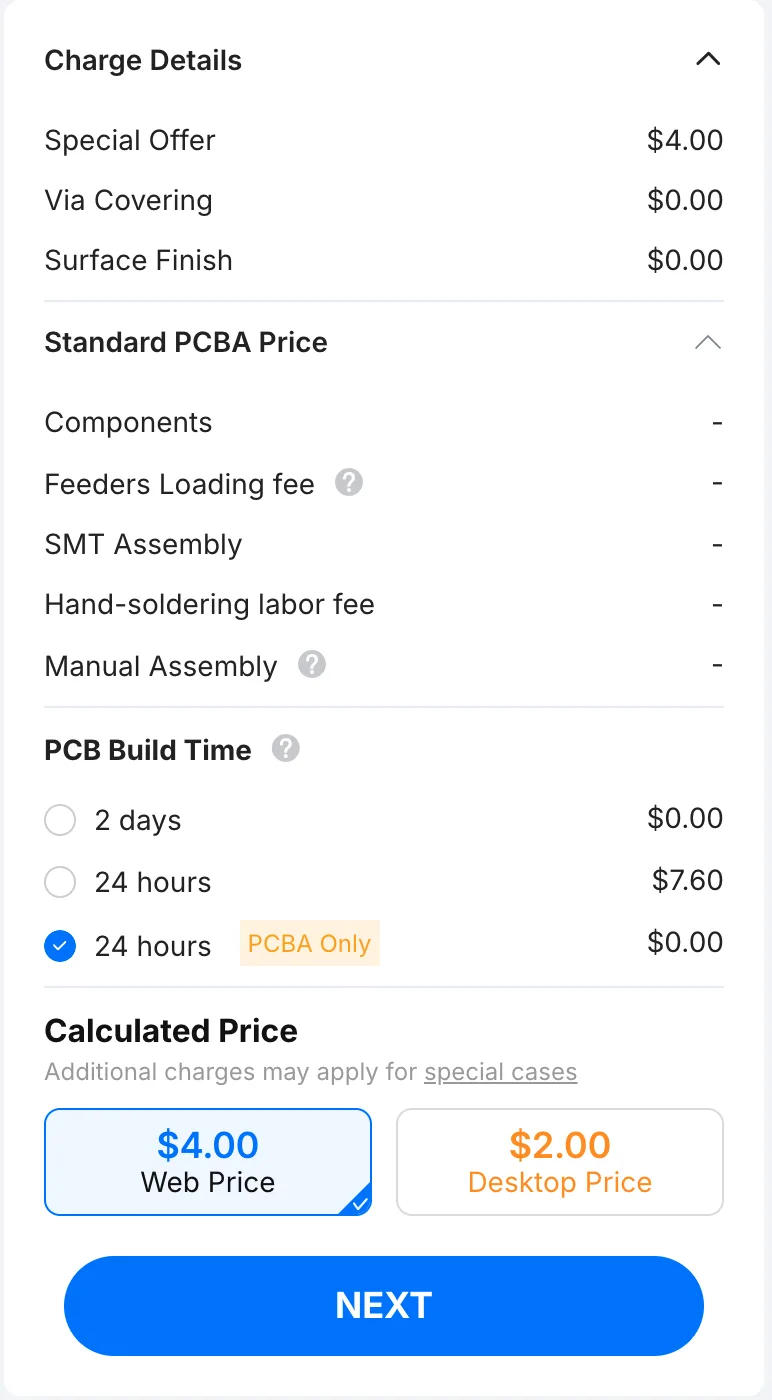 Charge Details
Special Offer $4.00
Via Covering $0.00
Surface Finish $0.00
Standard PCBA Price
Components -
Feeders Loading fee ? -
SMT Assembly -
Hand-soldering labor fee -
Manual Assembly ? -
PCB Build Time ?
2 days $0.00
24 hours $7.60
24 hours PCBA Only $0.00
Calculated Price
Additional charges may apply for special cases
$4.00 $2.00
Web Price Desktop Price
NEXT